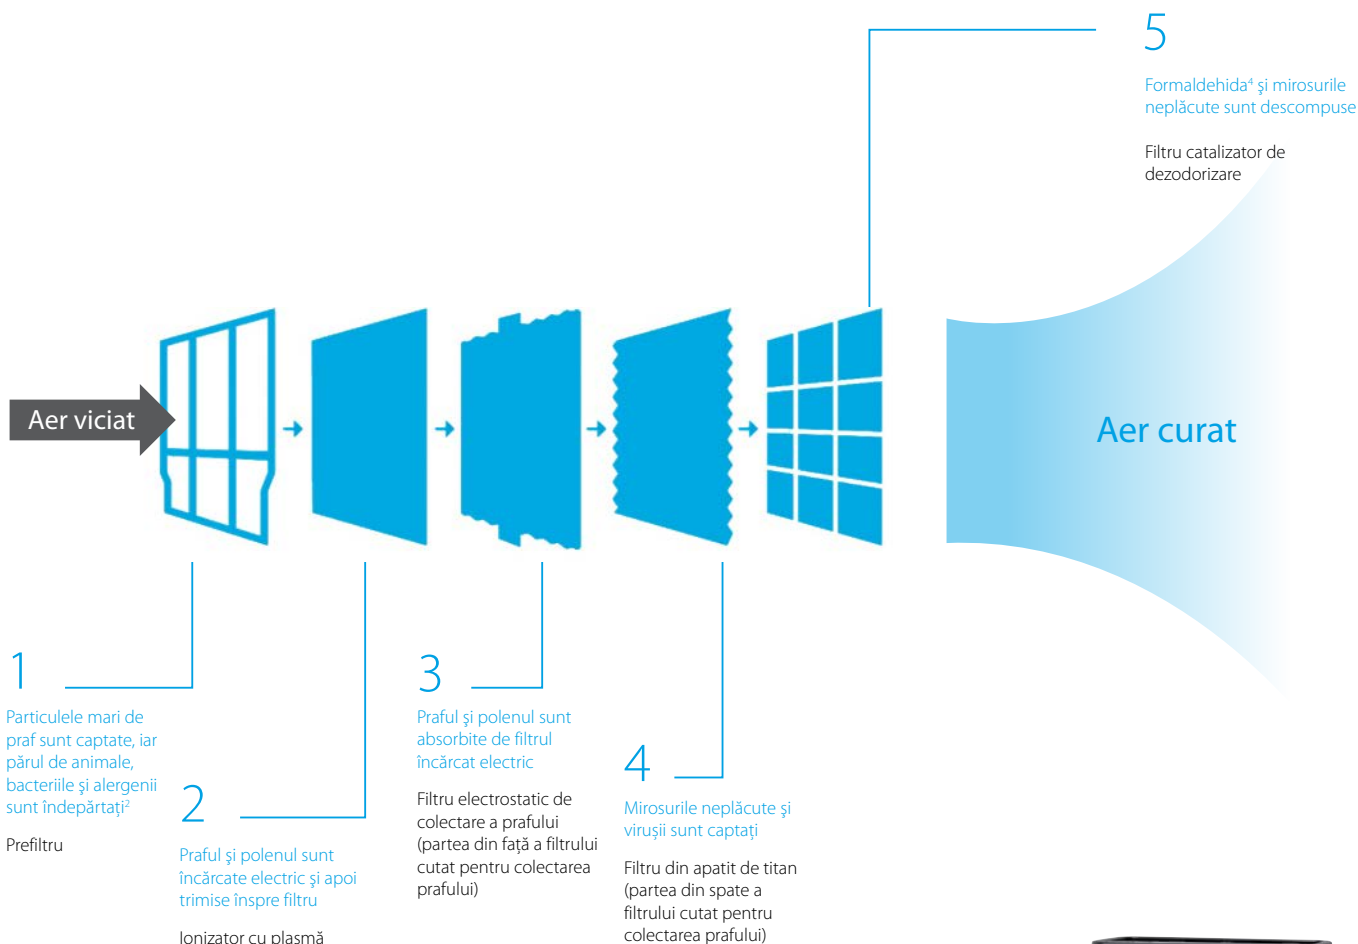 5
Formaldehida⁴ şi mirosurile
neplăcute sunt descompuse
Filtru catalizator de
dezodorizare
Aer viciat
Aer curat
1
Particulele mari de
praf sunt captate, iar
părul de animale,
bacteriile şi alergenii
sunt îndepărtați²
Prefiltru
2
Praful şi polenul sunt
încărcate electric şi apoi
trimise înspre filtru
Ionizator cu plasmă
3
Praful şi polenul sunt
absorbite de filtrul
încărcat electric
Filtru electrostatic de
colectare a prafului
(partea din față a filtrului
cutat pentru colectarea
prafului)
4
Mirosurile neplăcute şi
virușii sunt captați
Filtru din apatit de titan
(partea din spate a
filtrului cutat pentru
colectarea prafului)